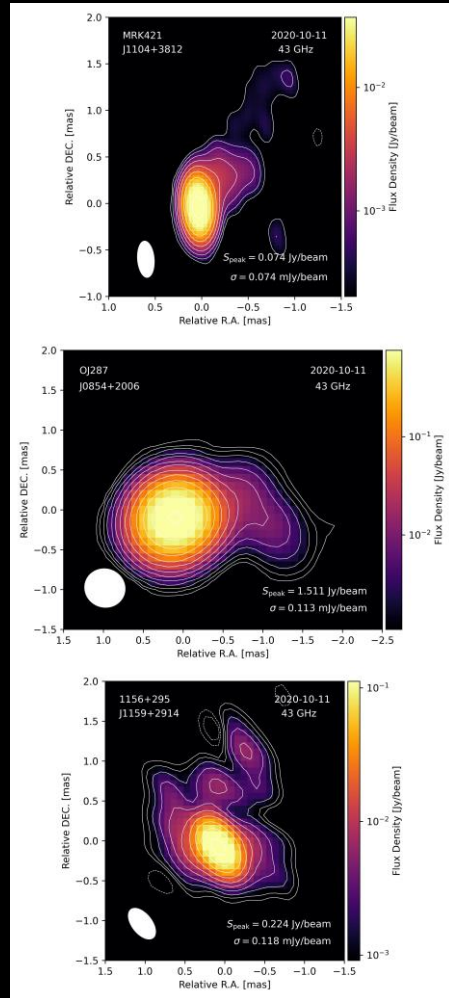 MRK421 2020-10-11
J1104+3812 43 GHz
2.0
1.5
1.0
0.5
0.0
−0.5
−1.0
Relative DEC. [mas]
S_peak = 0.074 Jy/beam
σ = 0.074 mJy/beam
1.0 0.5 0.0 −0.5 −1.0 −1.5
Relative R.A. [mas]
10⁻²
10⁻³
Flux Density [Jy/beam]
OJ287 2020-10-11
J0854+2006 43 GHz
2.0
1.5
1.0
0.5
0.0
−0.5
−1.0
−1.5
Relative DEC. [mas]
S_peak = 1.511 Jy/beam
σ = 0.113 mJy/beam
1.5 1.0 0.5 0.0 −0.5 −1.0 −1.5 −2.0 −2.5
Relative R.A. [mas]
10⁻¹
10⁻²
Flux Density [Jy/beam]
1156+295 2020-10-11
J1159+2914 43 GHz
2.0
1.5
1.0
0.5
0.0
−0.5
−1.0
−1.5
Relative DEC. [mas]
S_peak = 0.224 Jy/beam
σ = 0.118 mJy/beam
1.5 1.0 0.5 0.0 −0.5 −1.0 −1.5
Relative R.A. [mas]
10⁻¹
10⁻²
10⁻³
Flux Density [Jy/beam]